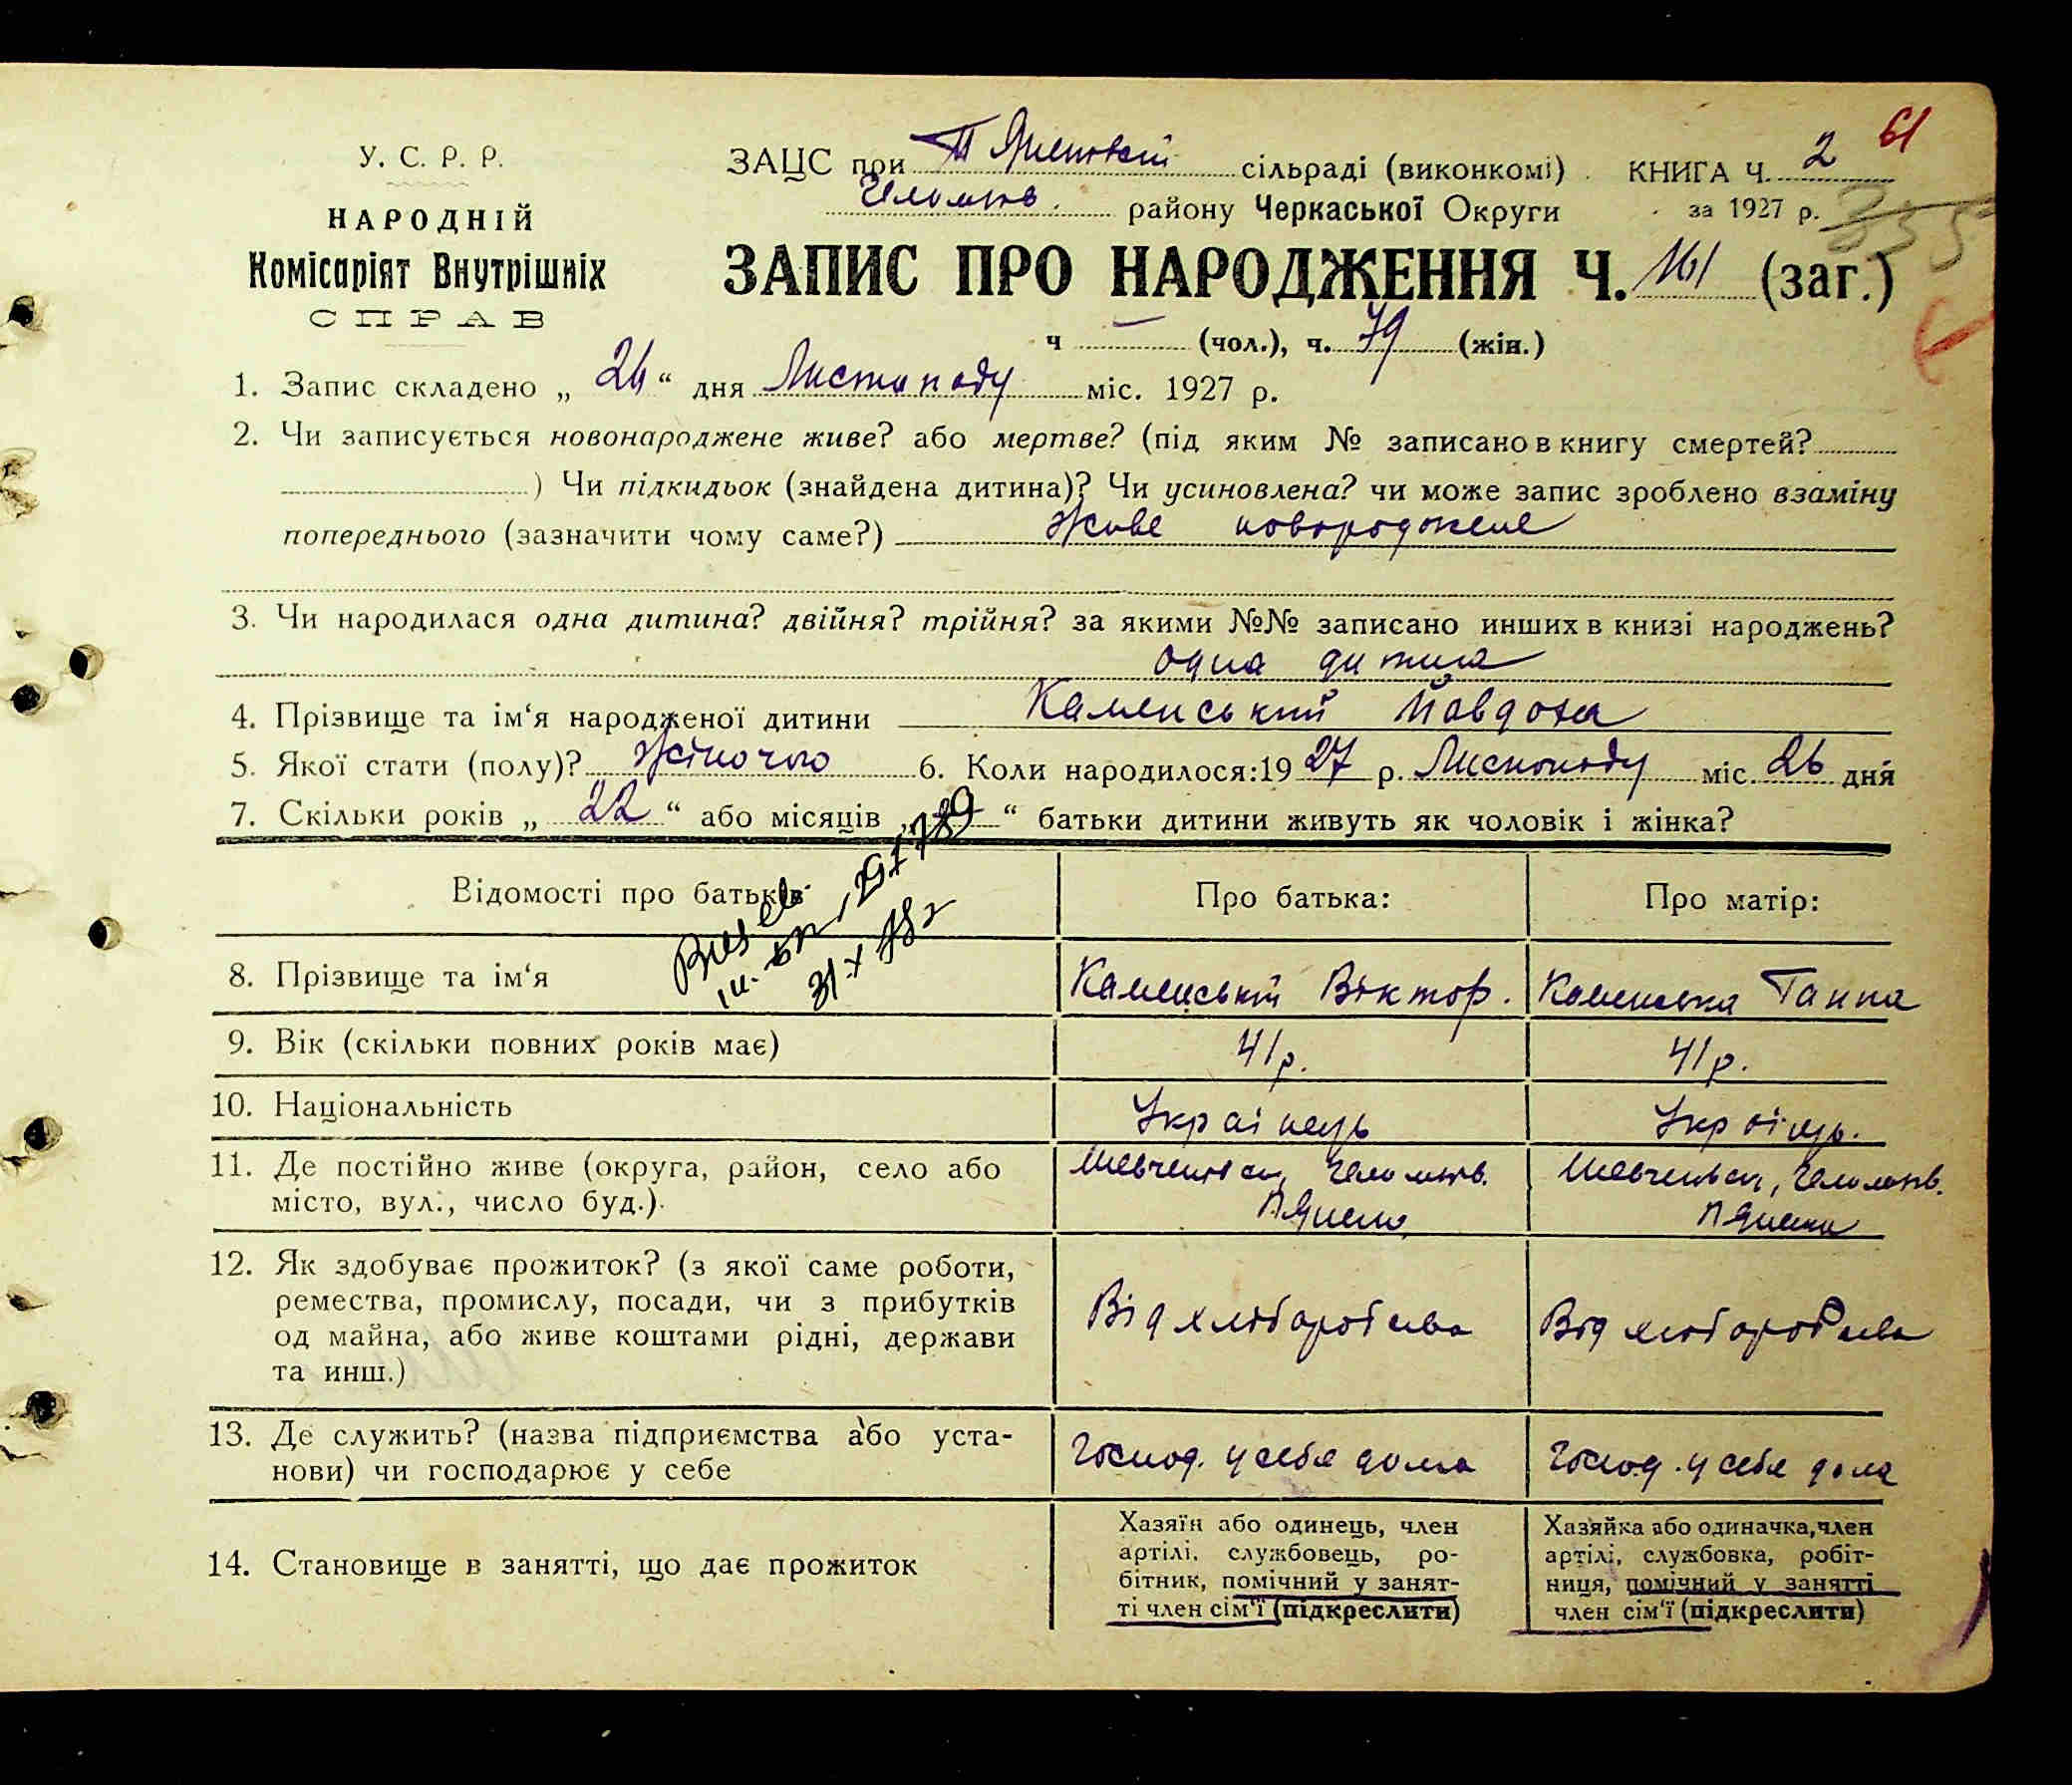 61
У. С. Р. Р.
НАРОДНІЙ
Комісаріят Внутрішніх
СПРАВ
ЗАЦС при сільраді (виконкомі) КНИГА Ч. 2
району Черкаської Округи за 1927 р. 335
ЗАПИС ПРО НАРОДЖЕННЯ Ч. 161 (заг.)
ч — (чол.), ч. 79 (жін.)
1. Запис складено „ 26 “ дня Листопаду міс. 1927 р.
2. Чи записується новонароджене живе? або мертве? (під яким № записано в книгу смертей?
) Чи підкидьок (знайдена дитина)? Чи усиновлена? чи може запис зроблено взаміну
попереднього (зазначити чому саме?) Живе новороджене
3. Чи народилася одна дитина? двійня? трійня? за якими №№ записано инших в книзі народжень?
одна дитина
4. Прізвище та ім‘я народженої дитини Каменський Йовдоха
5. Якої стати (полу)? Жіночого 6. Коли народилося: 1927 р. Листопаду міс. 26 дня
7. Скільки років „ 22 “ або місяців „ “ батьки дитини живуть як чоловік і жінка?
Відомості про батьків Про батька: Про матір:
8. Прізвище та ім‘я Каменський Віктор. Каменська Ганна
9. Вік (скільки повних років має) 41 р. 41 р.
10. Національність Українець Україць.
11. Де постійно живе (округа, район, село або
місто, вул., число буд.).
12. Як здобуває прожиток? (з якої саме роботи,
ремества, промислу, посади, чи з прибутків
од майна, або живе коштами рідні, держави
та инш.)
Від хліборобства Від хліборобства
13. Де служить? (назва підприємства або уста-
нови) чи господарює у себе
Господ. у себе дома Господ. у себе дома
14. Становище в занятті, що дає прожиток
Хазяїн або одинець, член
артілі, службовець, ро-
бітник, помічний у занят-
ті член сім‘ї (підкреслити)
Хазяйка або одиначка, член
артілі, службовка, робіт-
ниця, помічний у занятті
член сім‘ї (підкреслити)